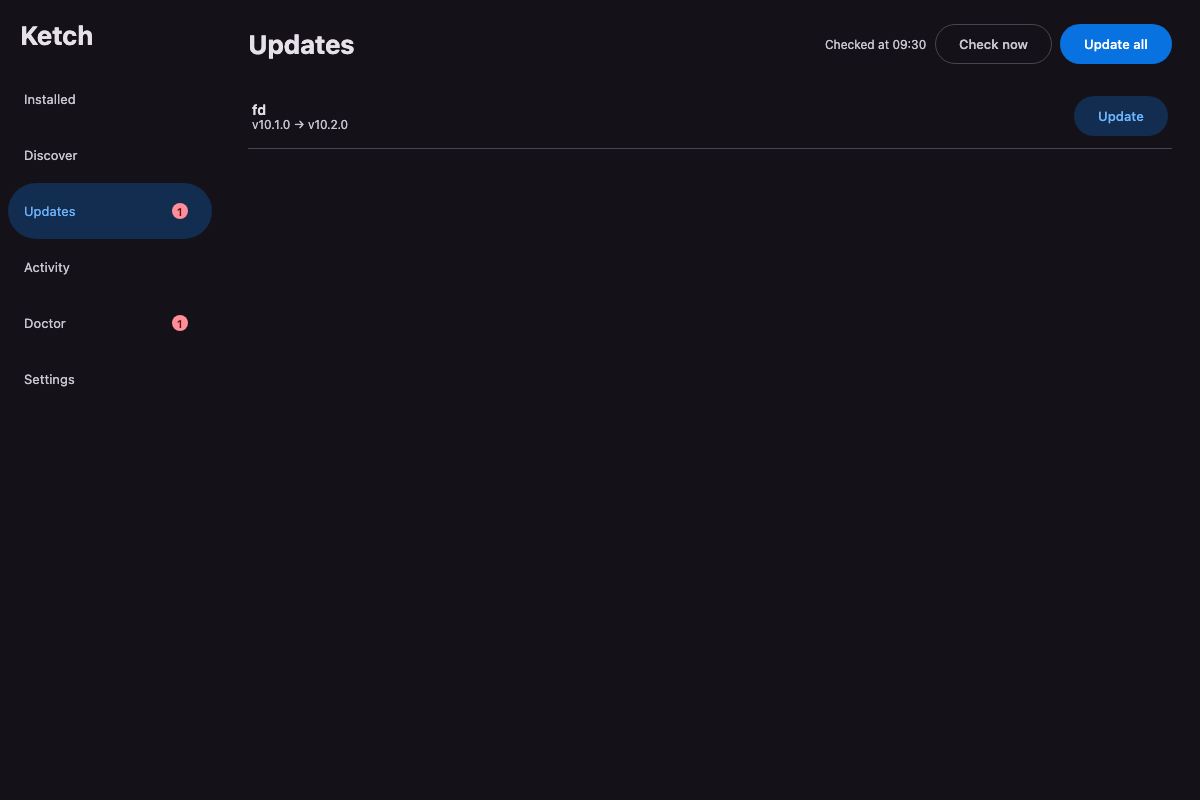 Ketch
Installed
Discover
Updates 1
Activity
Doctor 1
Settings
Updates
Checked at 09:30
Check now
Update all
fd
v10.1.0 → v10.2.0
Update